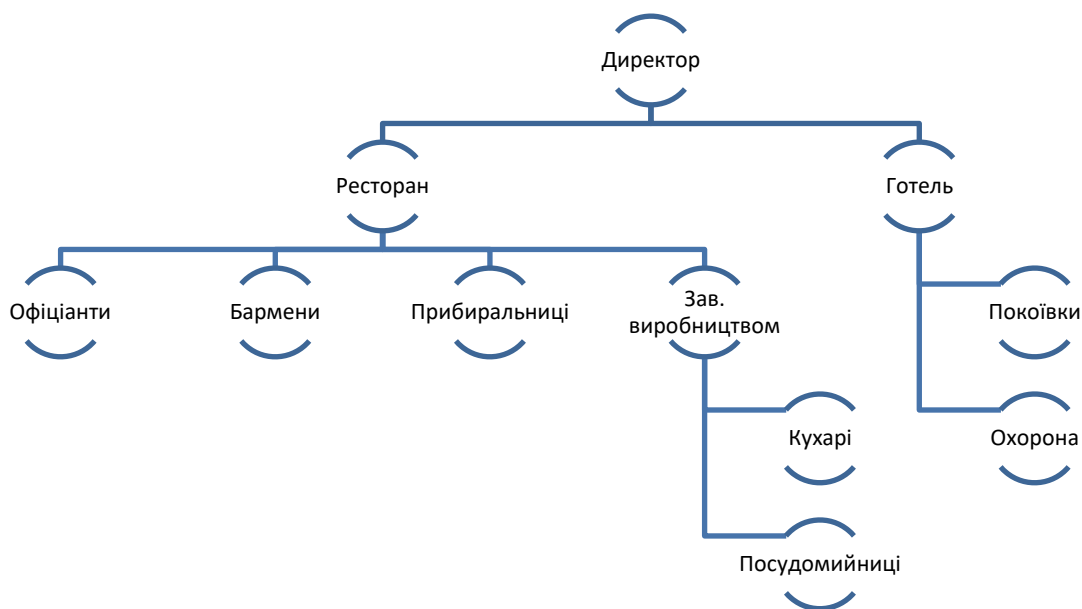 Директор
Ресторан
Готель
Офіціанти
Бармени
Прибиральниці
Зав.
виробництвом
Покоївки
Кухарі
Охорона
Посудомийниці